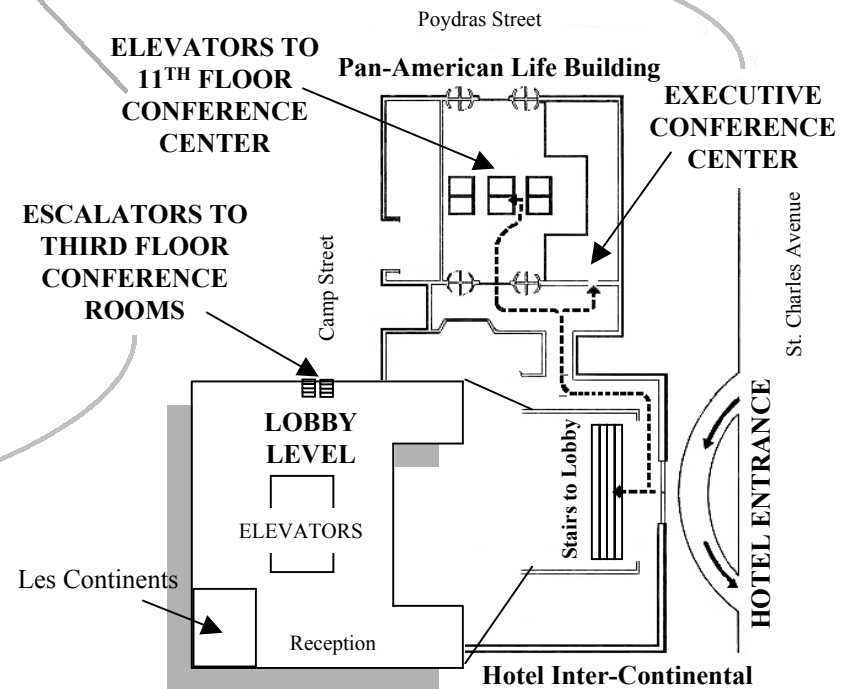 Poydras Street
ELEVATORS TO
11TH FLOOR
CONFERENCE
CENTER
Pan-American Life Building
EXECUTIVE
CONFERENCE
CENTER
ESCALATORS TO
THIRD FLOOR
CONFERENCE
ROOMS
Camp Street
St. Charles Avenue
LOBBY
LEVEL
ELEVATORS
Stairs to Lobby
HOTEL ENTRANCE
Les Continents
Reception
Hotel Inter-Continental